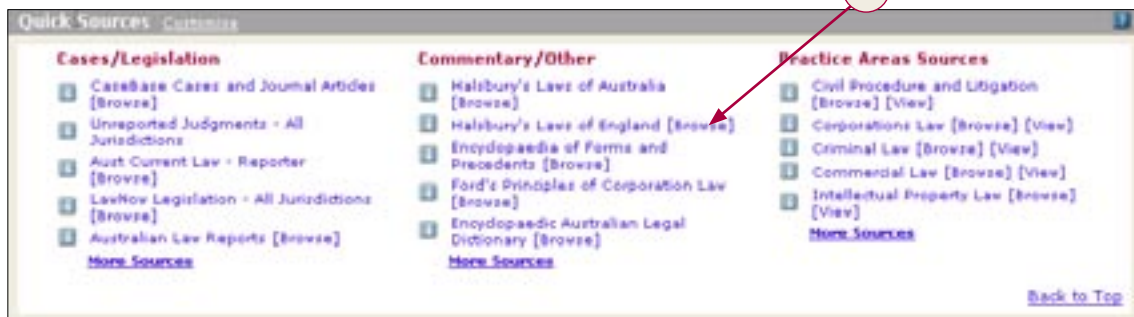 Quick Sources Customise
Cases/Legislation
CaseBase Cases and Journal Articles
[Browse]
Unreported Judgments - All
Jurisdictions
Aust Current Law - Reporter
[Browse]
LawNow Legislation - All Jurisdictions
[Browse]
Australian Law Reports [Browse]
More Sources
Commentary/Other
Halsbury's Laws of Australia
[Browse]
Halsbury's Laws of England [Browse]
Encyclopaedia of Forms and
Precedents [Browse]
Ford's Principles of Corporation Law
[Browse]
Encyclopaedic Australian Legal
Dictionary [Browse]
More Sources
Practice Areas Sources
Civil Procedure and Litigation
[Browse] [View]
Corporations Law [Browse] [View]
Criminal Law [Browse] [View]
Commercial Law [Browse] [View]
Intellectual Property Law [Browse]
[View]
More Sources
Back to Top